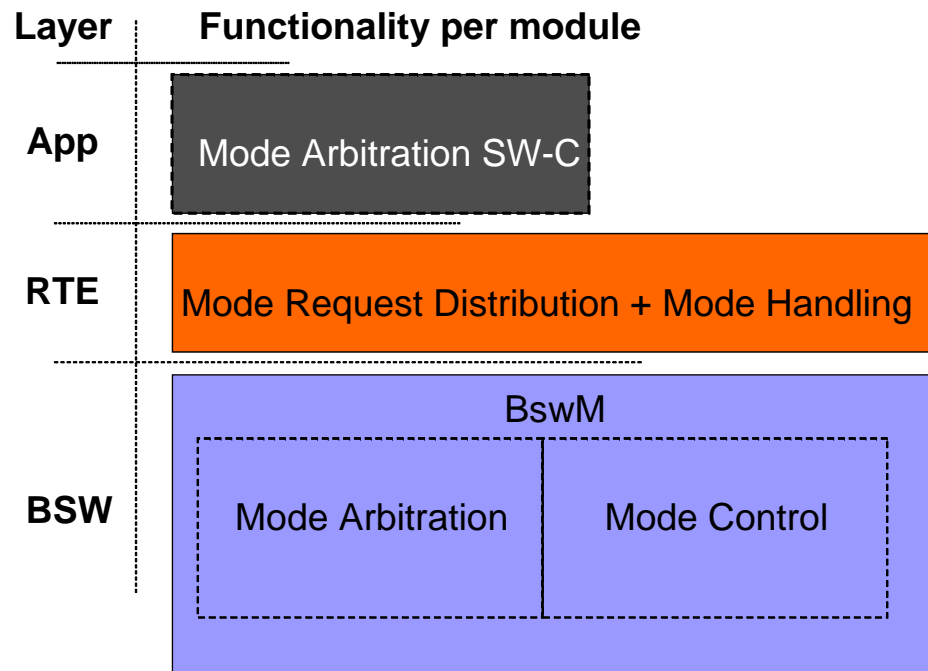 Layer Functionality per module
App
Mode Arbitration SW-C
RTE
Mode Request Distribution + Mode Handling
BswM
BSW
Mode Arbitration
Mode Control